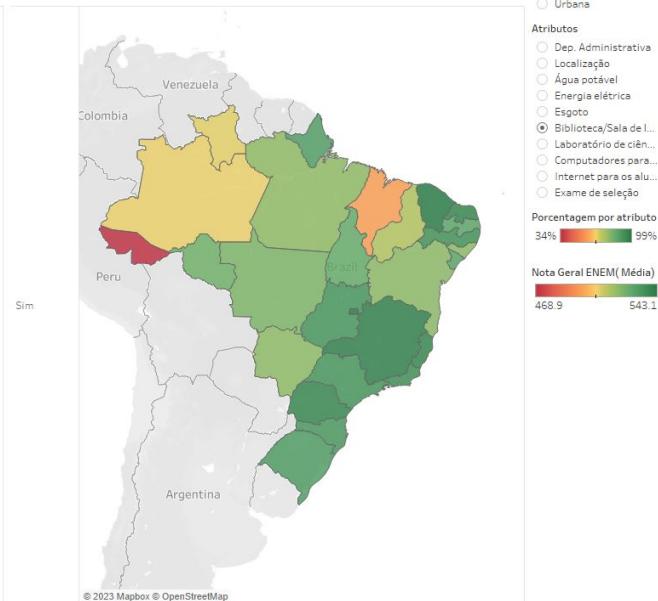 Urbana
Atributos
Dep. Administrativa
Localização
Água potável
Energia elétrica
Esgoto
Biblioteca/Sala de l...
Laboratório de ciên...
Computadores para...
Internet para os alu...
Exame de seleção
Porcentagem por atributo
34% 99%
Nota Geral ENEM( Média)
468.9 543.1
Venezuela
Colombia
Brazil
Peru
Sim
Argentina
© 2023 Mapbox © OpenStreetMap